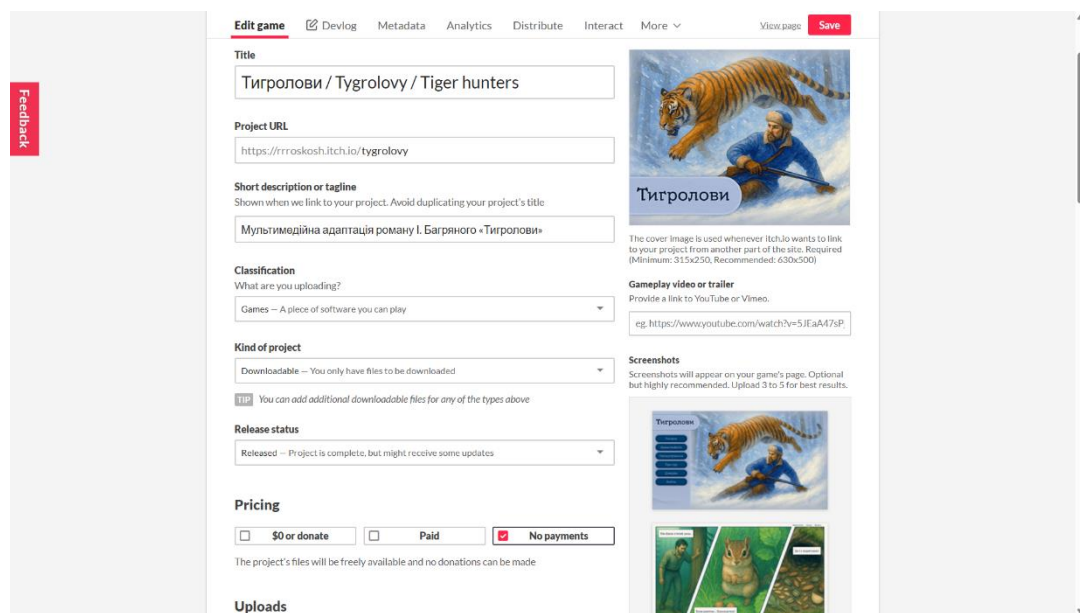 Edit game Devlog Metadata Analytics Distribute Interact More View page Save
Feedback
Title
Тигролови / Tygrolovy / Tiger hunters
Project URL
https://rrroskosh.itch.io/tygrolovy
Short description or tagline
Shown when we link to your project. Avoid duplicating your project's title
Мультимедійна адаптація роману І. Багряного «Тигролови»
Classification
What are you uploading?
Games — A piece of software you can play
Kind of project
Downloadable — You only have files to be downloaded
TIP You can add additional downloadable files for any of the types above
Release status
Released — Project is complete, but might receive some updates
Pricing
$0 or donate Paid No payments
The project's files will be freely available and no donations can be made
Uploads
Тигролови
The cover image is used whenever itch.io wants to link
to your project from another part of the site. Required
(Minimum: 315x250, Recommended: 630x500)
Gameplay video or trailer
Provide a link to YouTube or Vimeo.
eg. https://www.youtube.com/watch?v=5JEaA47sP
Screenshots
Screenshots will appear on your game's page. Optional
but highly recommended. Upload 3 to 5 for best results.
Тигролови